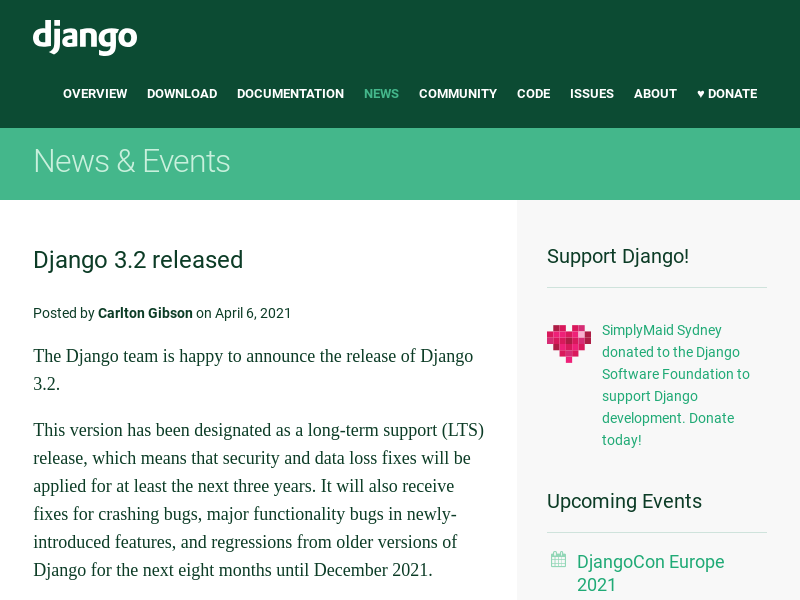 django
OVERVIEW DOWNLOAD DOCUMENTATION NEWS COMMUNITY CODE ISSUES ABOUT ♥ DONATE
News & Events
Django 3.2 released
Posted by Carlton Gibson on April 6, 2021
The Django team is happy to announce the release of Django
3.2.
This version has been designated as a long-term support (LTS)
release, which means that security and data loss fixes will be
applied for at least the next three years. It will also receive
fixes for crashing bugs, major functionality bugs in newly-
introduced features, and regressions from older versions of
Django for the next eight months until December 2021.
Support Django!
SimplyMaid Sydney
donated to the Django
Software Foundation to
support Django
development. Donate
today!
Upcoming Events
DjangoCon Europe
2021